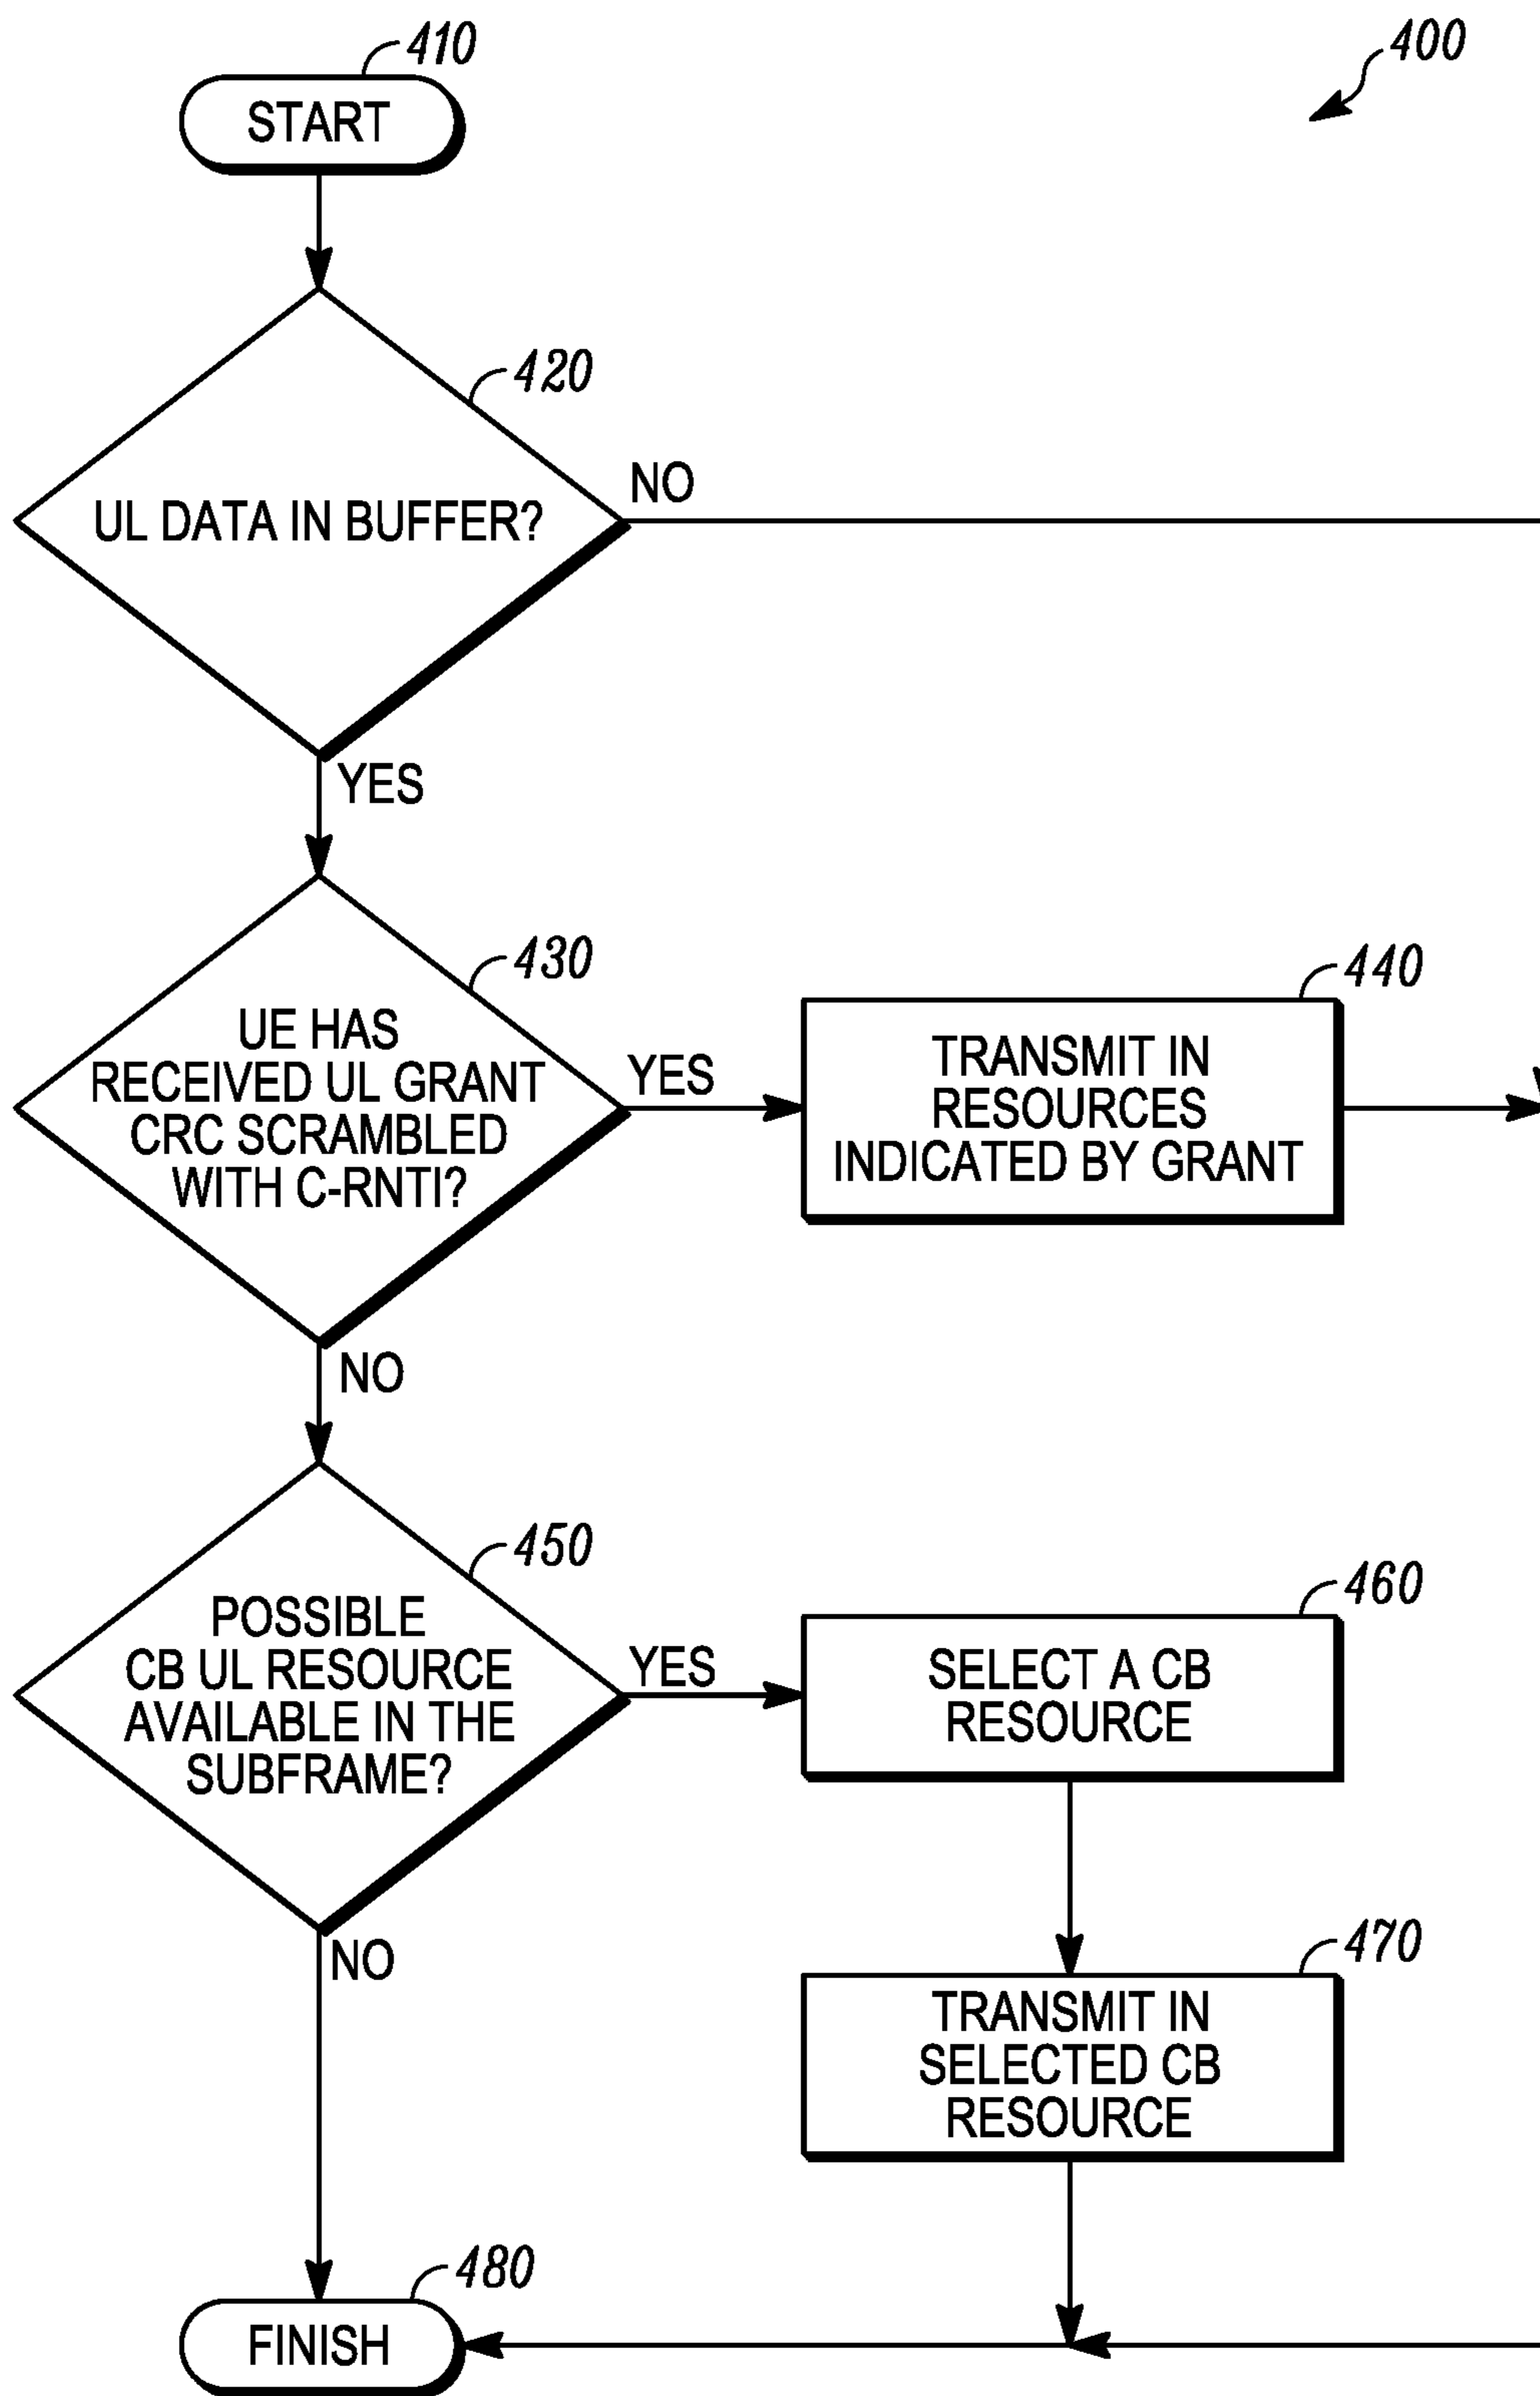 410
400
START
420
NO
UL DATA IN BUFFER?
YES
430
UE HAS
RECEIVED UL GRANT
CRC SCRAMBLED
WITH C-RNTI?
YES
440
TRANSMIT IN
RESOURCES
INDICATED BY GRANT
NO
450
POSSIBLE
CB UL RESOURCE
AVAILABLE IN THE
SUBFRAME?
YES
460
SELECT A CB
RESOURCE
NO
470
TRANSMIT IN
SELECTED CB
RESOURCE
480
FINISH